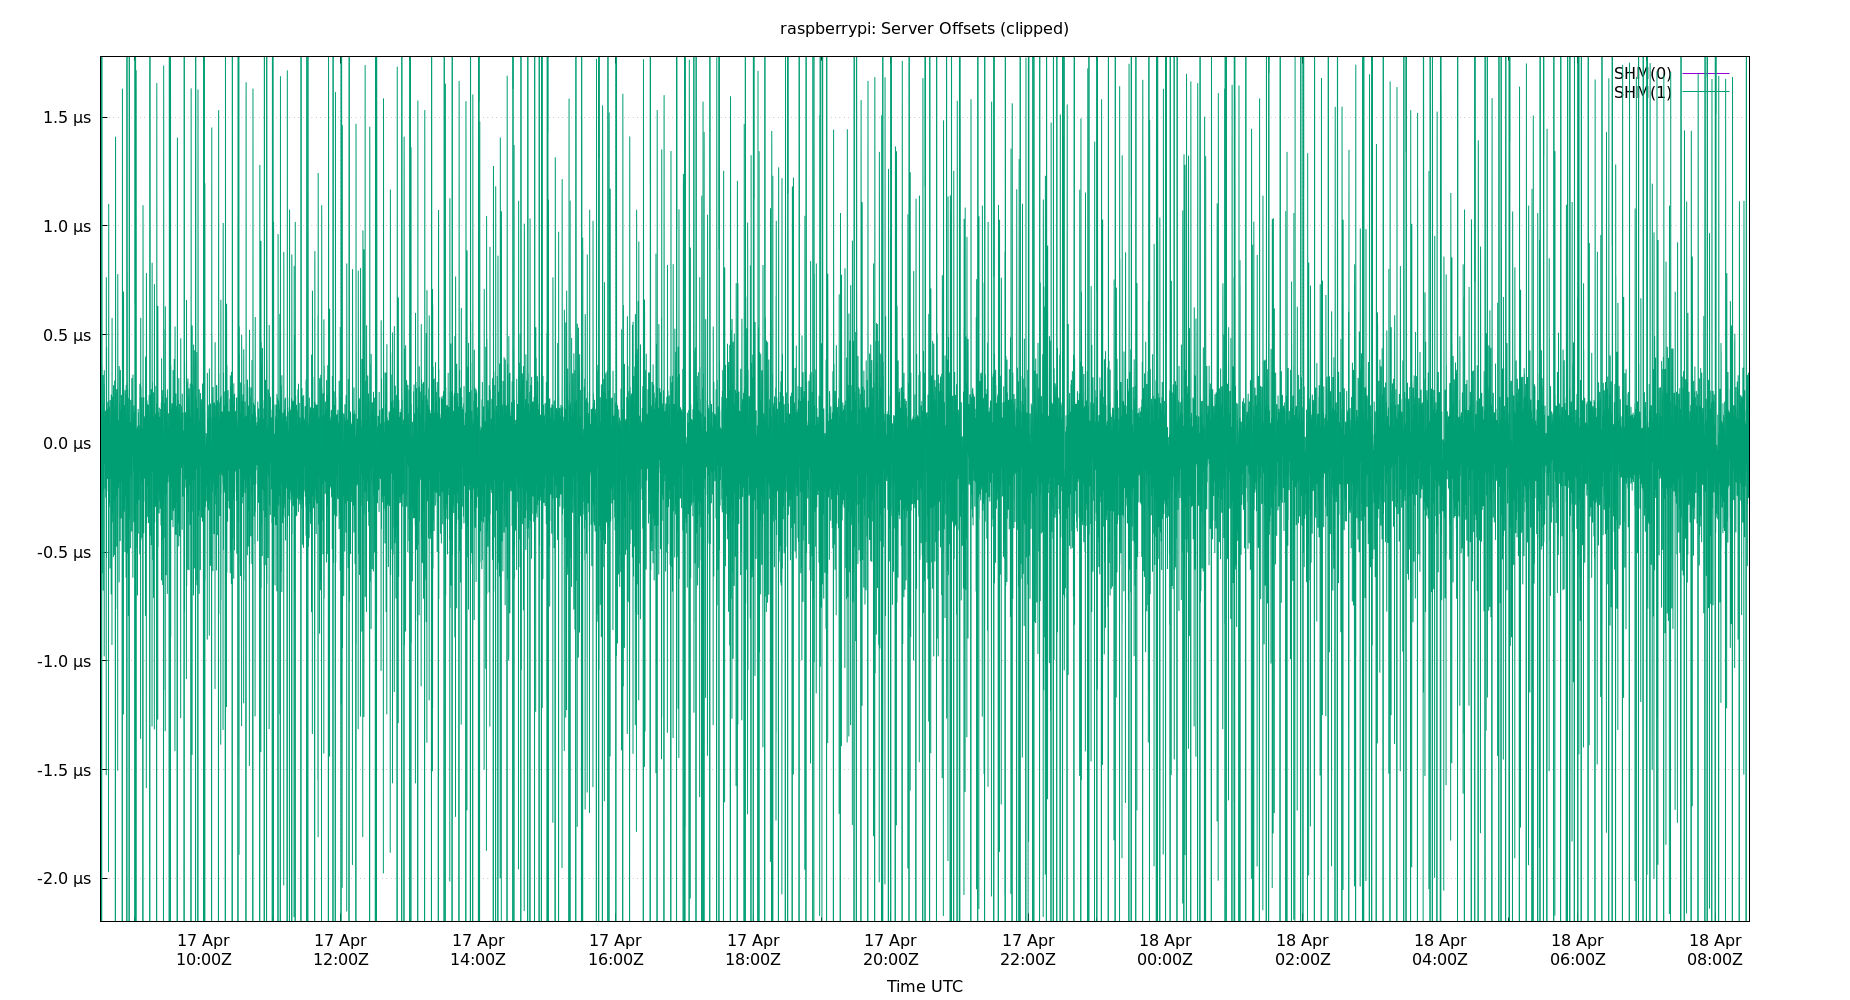 raspberrypi: Server Offsets (clipped)
SHM(0)
SHM(1)
1.5 µs
1.0 µs
0.5 µs
0.0 µs
-0.5 µs
-1.0 µs
-1.5 µs
-2.0 µs
17 Apr 17 Apr 17 Apr 17 Apr 17 Apr 17 Apr 17 Apr 18 Apr 18 Apr 18 Apr 18 Apr 18 Apr
10:00Z 12:00Z 14:00Z 16:00Z 18:00Z 20:00Z 22:00Z 00:00Z 02:00Z 04:00Z 06:00Z 08:00Z
Time UTC